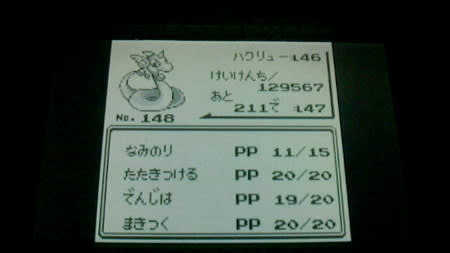 ハクリュー :L46
けいけんち/
129567
あと
211で :L47
No.148
なみのり PP 11/15
たたきつける PP 20/20
でんじは PP 19/20
まきつく PP 20/20